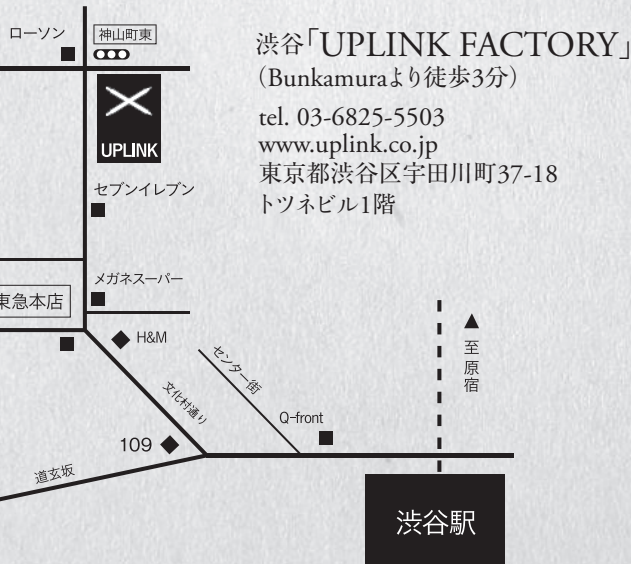 ローソン
神山町東
渋谷「UPLINK FACTORY」
(Bunkamuraより徒歩3分)
tel. 03-6825-5503
www.uplink.co.jp
東京都渋谷区宇田川町37-18
トツネビル1階
UPLINK
セブンイレブン
メガネスーパー
東急本店
H&M
文化村通り
センター街
Q-front
至原宿
109
道玄坂
渋谷駅